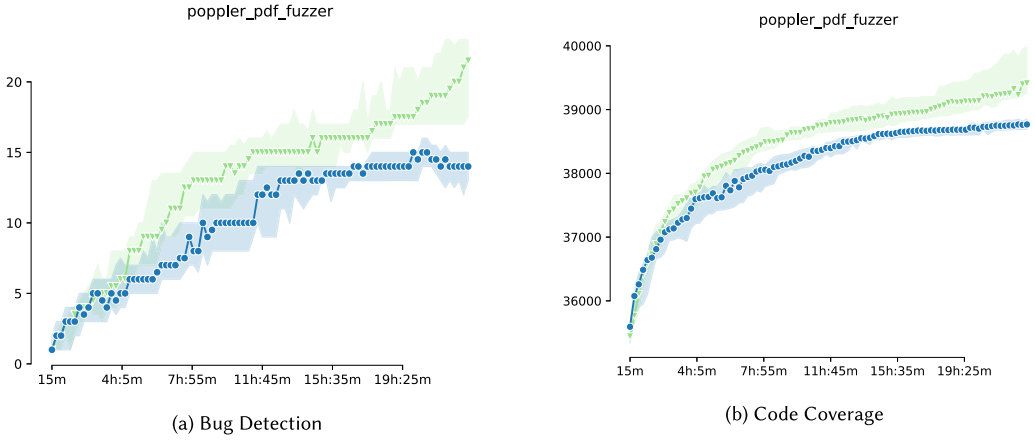 poppler_pdf_fuzzer
20
15
10
5
0
15m 4h:5m 7h:55m 11h:45m 15h:35m 19h:25m
(a) Bug Detection
poppler_pdf_fuzzer
40000
39000
38000
37000
36000
15m 4h:5m 7h:55m 11h:45m 15h:35m 19h:25m
(b) Code Coverage